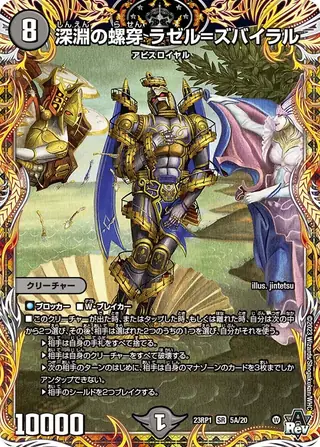 8
しんえん らせん
深淵の螺穿 ラゼル=ズバイラル
アビスロイヤル
illus. jintetsu
クリーチャー
ブロッカー W・ブレイカー
このクリーチャーが出た時、またはタップした時、もしくは離れた時、自分は次の中
から2つ選び、その後、相手は選ばれた2つのうちの1つを選び、自分がそれを使う。
▶相手は自身の手札をすべて捨てる。
▶相手は自身のクリーチャーをすべて破壊する。
▶次の相手のターンのはじめに、相手は自身のマナゾーンのカードを3枚までしか
アンタップできない。
▶相手のシールドを2つブレイクする。
10000
1
23RP1 SR 5A/20 W
Rev